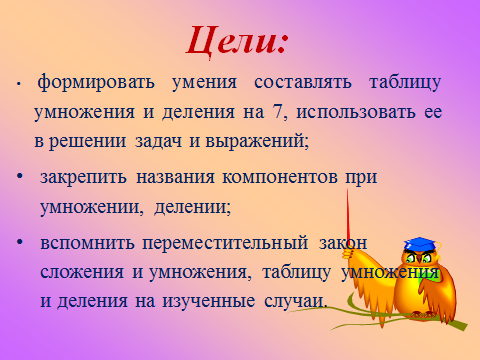 Цели:
• формировать умения составлять таблицу
умножения и деления на 7, использовать ее
в решении задач и выражений;
• закрепить названия компонентов при
умножении, делении;
• вспомнить переместительный закон
сложения и умножения, таблицу умножения
и деления на изученные случаи.